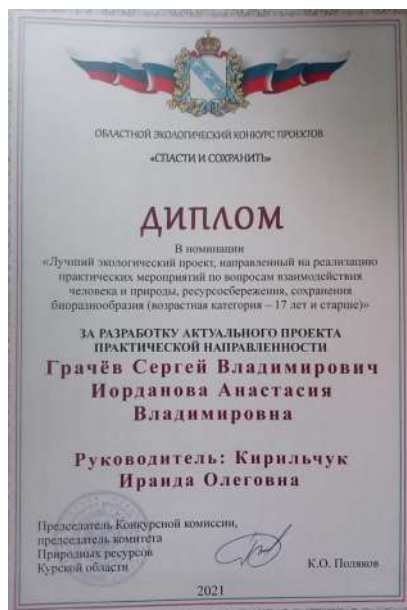 ОБЛАСТНОЙ ЭКОЛОГИЧЕСКИЙ КОНКУРС ПРОЕКТОВ
«СПАСТИ И СОХРАНИТЬ»
ДИПЛОМ
В номинации
«Лучший экологический проект, направленный на реализацию
практических мероприятий по вопросам взаимодействия
человека и природы, ресурсосбережения, сохранения
биоразнообразия (возрастная категория – 17 лет и старше)»
ЗА РАЗРАБОТКУ АКТУАЛЬНОГО ПРОЕКТА
ПРАКТИЧЕСКОЙ НАПРАВЛЕННОСТИ
Грачёв Сергей Владимирович
Иорданова Анастасия
Владимировна
Руководитель: Кирильчук
Ираида Олеговна
Председатель Конкурсной комиссии,
председатель комитета
Природных ресурсов
Курской области
К.О. Поляков
2021